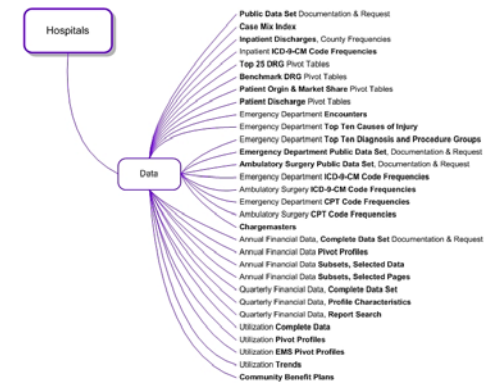 Hospitals
Data
Public Data Set Documentation & Request
Case Mix Index
Inpatient Discharges, County Frequencies
Inpatient ICD-9-CM Code Frequencies
Top 25 DRG Pivot Tables
Benchmark DRG Pivot Tables
Patient Orgin & Market Share Pivot Tables
Patient Discharge Pivot Tables
Emergency Department Encounters
Emergency Department Top Ten Causes of Injury
Emergency Department Top Ten Diagnosis and Procedure Groups
Emergency Department Public Data Set, Documentation & Request
Ambulatory Surgery Public Data Set, Documentation & Request
Emergency Department ICD-9-CM Code Frequencies
Ambulatory Surgery ICD-9-CM Code Frequencies
Emergency Department CPT Code Frequencies
Ambulatory Surgery CPT Code Frequencies
Chargemasters
Annual Financial Data, Complete Data Set Documentation & Request
Annual Financial Data Pivot Profiles
Annual Financial Data Subsets, Selected Data
Annual Financial Data Subsets, Selected Pages
Quarterly Financial Data, Complete Data Set
Quarterly Financial Data, Profile Characteristics
Quarterly Financial Data, Report Search
Utilization Complete Data
Utilization Pivot Profiles
Utilization EMS Pivot Profiles
Utilization Trends
Community Benefit Plans